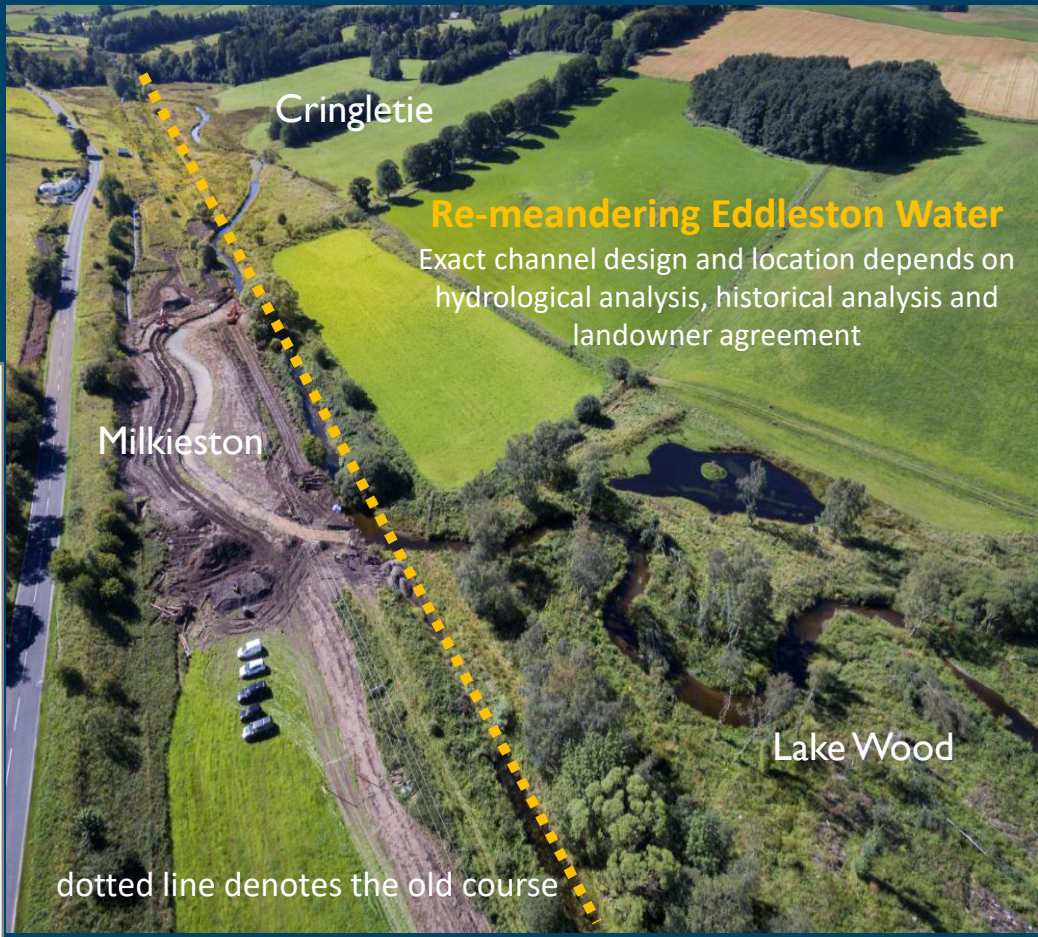 Cringletie
Re-meandering Eddleston Water
Exact channel design and location depends on
hydrological analysis, historical analysis and
landowner agreement
Milkieston
Lake Wood
dotted line denotes the old course